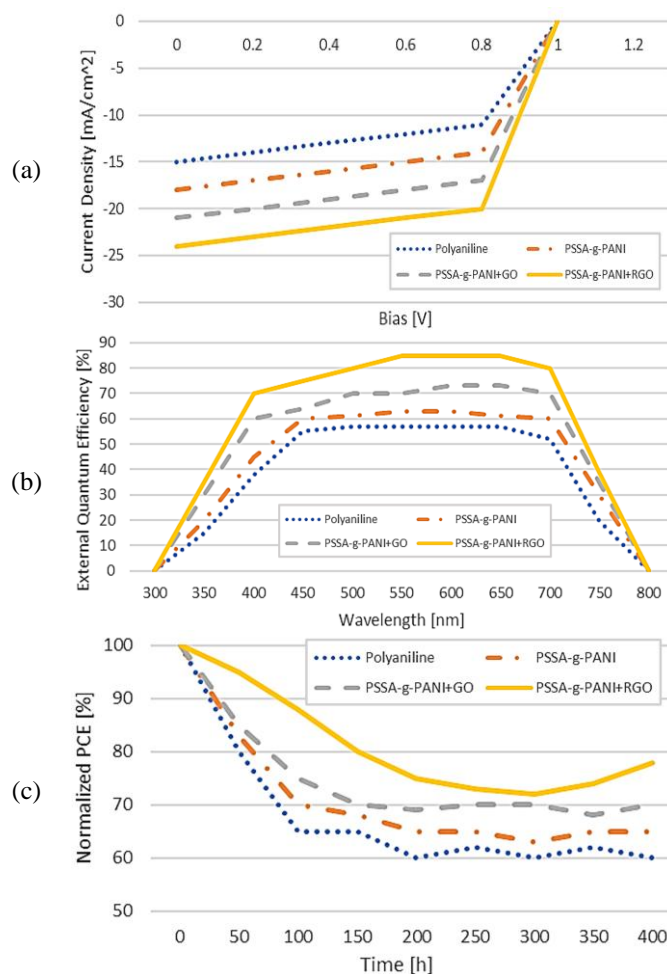 (a)
Current Density [mA/cm^2]
0
-5
-10
-15
-20
-25
-30
0 0.2 0.4 0.6 0.8 1 1.2
Polyaniline PSSA-g-PANI
PSSA-g-PANI+GO PSSA-g-PANI+RGO
Bias [V]
(b)
External Quantum Efficiency [%]
90
80
70
60
50
40
30
20
10
0
Polyaniline PSSA-g-PANI
PSSA-g-PANI+GO PSSA-g-PANI+RGO
300 350 400 450 500 550 600 650 700 750 800
Wavelength [nm]
(c)
Normalized PCE [%]
100
90
80
70
60
50
Polyaniline PSSA-g-PANI
PSSA-g-PANI+GO PSSA-g-PANI+RGO
0 50 100 150 200 250 300 350 400
Time [h]